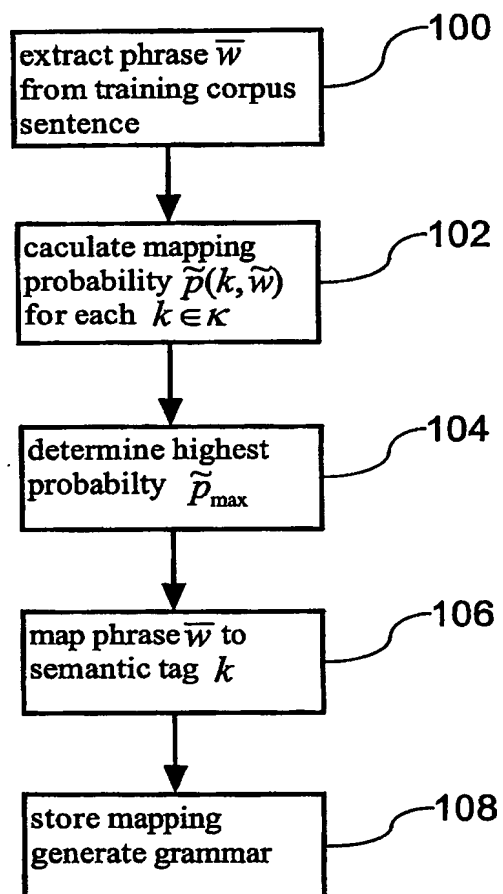 100
extract phrase w̅
from training corpus
sentence
102
caculate mapping
probability p̃(k, w̃)
for each k ∈ κ
104
determine highest
probabilty p̃max
106
map phrase w̅ to
semantic tag k
108
store mapping
generate grammar